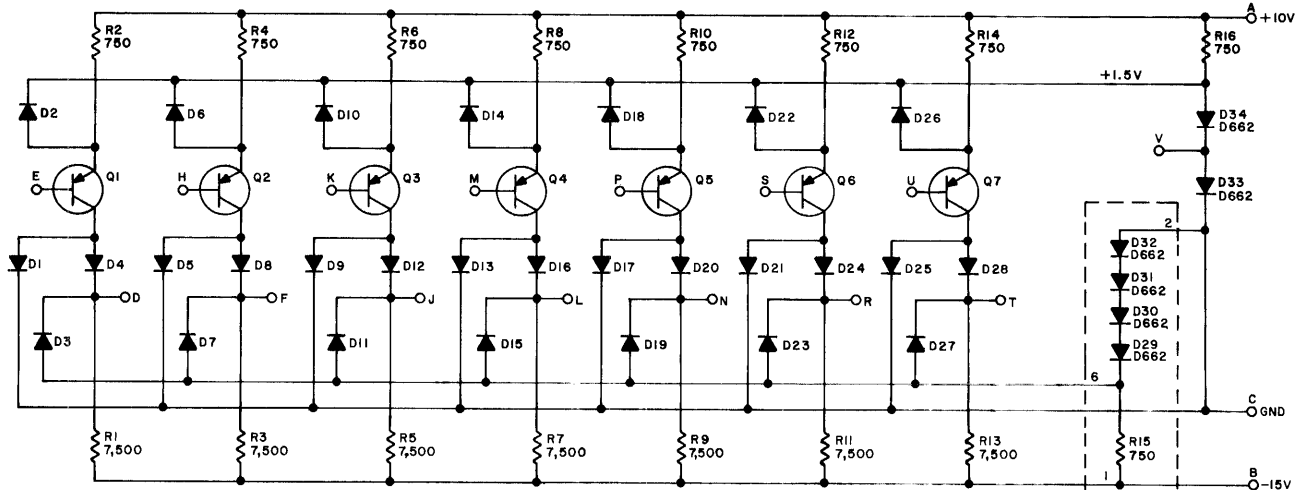 A
+10V
R2
750
R4
750
R6
750
R8
750
R10
750
R12
750
R14
750
R16
750
+1.5V
D2
D6
D10
D14
D18
D22
D26
D34
D662
V
E
Q1
H
Q2
K
Q3
M
Q4
P
Q5
S
Q6
U
Q7
D33
D662
2
D1
D4
D5
D8
D9
D12
D13
D16
D17
D20
D21
D24
D25
D28
D32
D662
D31
D662
D30
D662
D29
D662
D
F
J
L
N
R
T
D3
D7
D11
D15
D19
D23
D27
6
C
GND
R1
7,500
R3
7,500
R5
7,500
R7
7,500
R9
7,500
R11
7,500
R13
7,500
R15
750
1
B
-15V